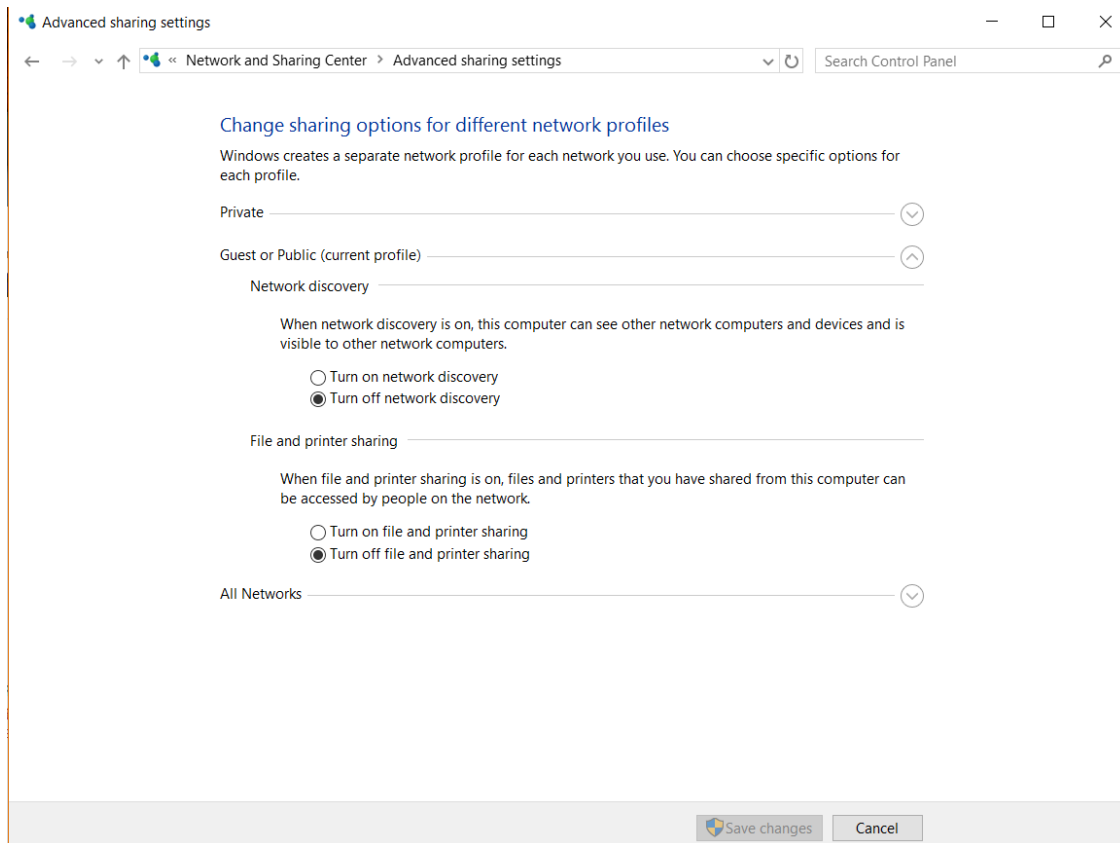 Advanced sharing settings
« Network and Sharing Center > Advanced sharing settings
Search Control Panel
Change sharing options for different network profiles
Windows creates a separate network profile for each network you use. You can choose specific options for
each profile.
Private
Guest or Public (current profile)
Network discovery
When network discovery is on, this computer can see other network computers and devices and is
visible to other network computers.
Turn on network discovery
Turn off network discovery
File and printer sharing
When file and printer sharing is on, files and printers that you have shared from this computer can
be accessed by people on the network.
Turn on file and printer sharing
Turn off file and printer sharing
All Networks
Save changes
Cancel